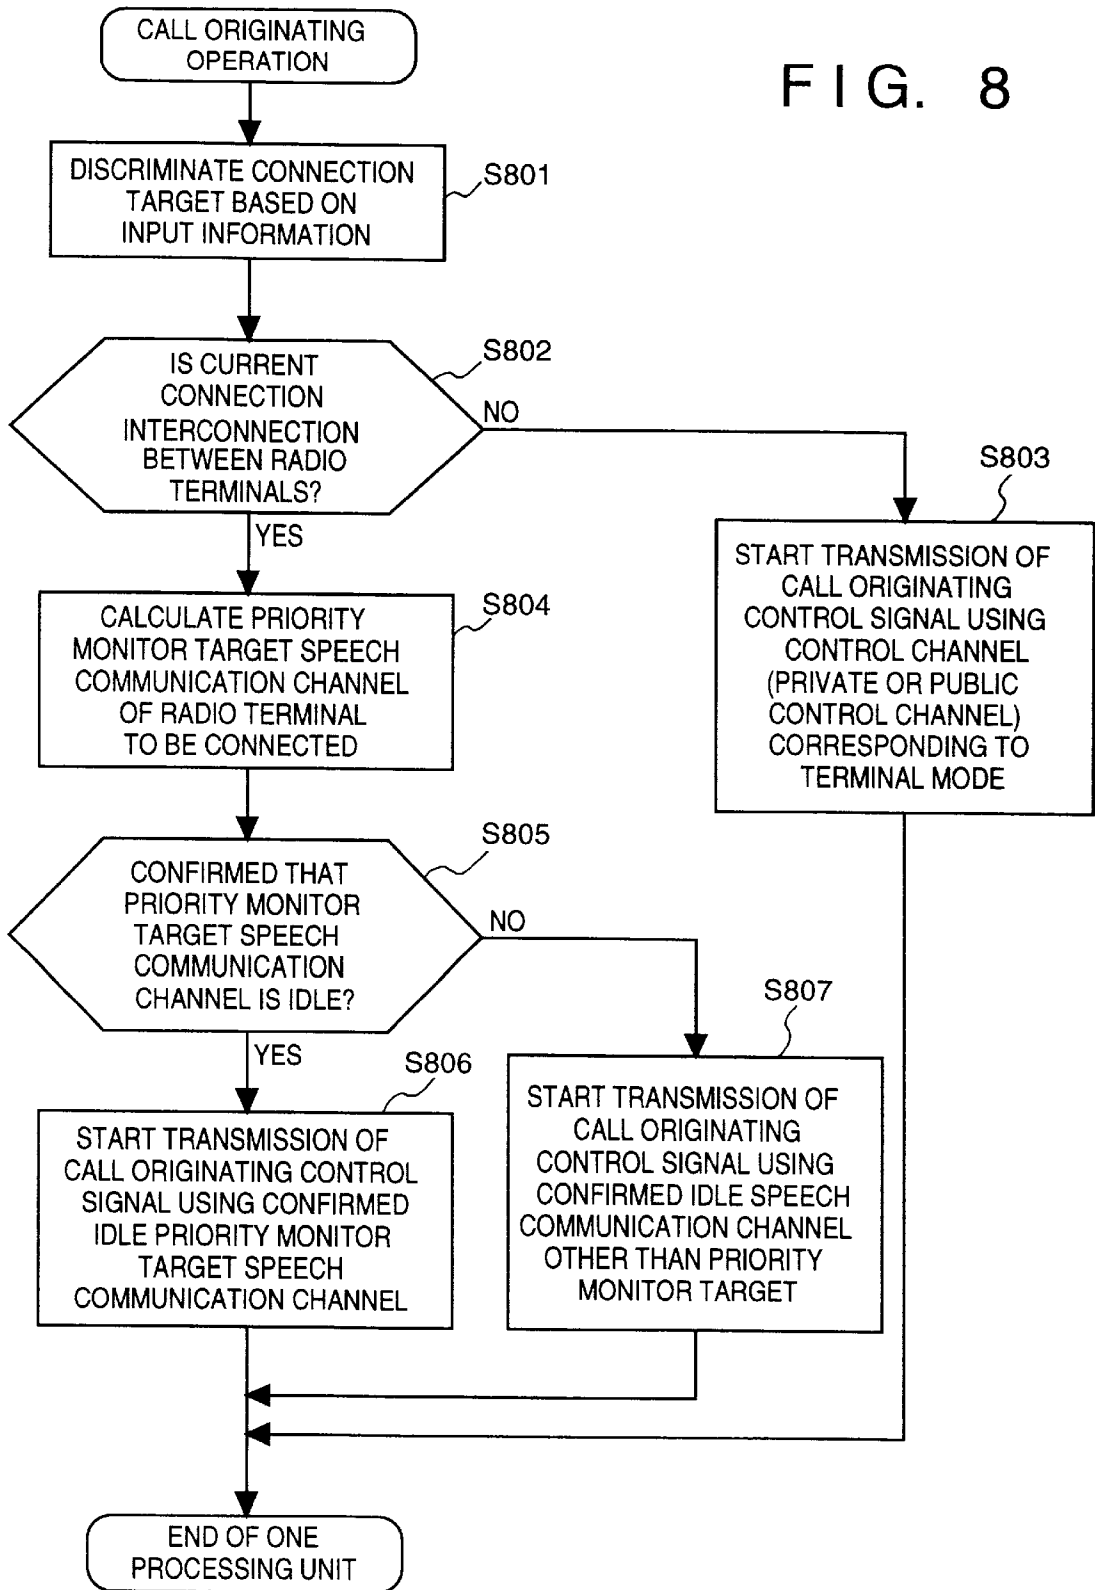 CALL ORIGINATING
OPERATION
FIG. 8
DISCRIMINATE CONNECTION
TARGET BASED ON
INPUT INFORMATION
S801
IS CURRENT
CONNECTION
INTERCONNECTION
BETWEEN RADIO
TERMINALS?
S802
NO
YES
S803
START TRANSMISSION OF
CALL ORIGINATING
CONTROL SIGNAL USING
CONTROL CHANNEL
(PRIVATE OR PUBLIC
CONTROL CHANNEL)
CORRESPONDING TO
TERMINAL MODE
CALCULATE PRIORITY
MONITOR TARGET SPEECH
COMMUNICATION CHANNEL
OF RADIO TERMINAL
TO BE CONNECTED
S804
CONFIRMED THAT
PRIORITY MONITOR
TARGET SPEECH
COMMUNICATION
CHANNEL IS IDLE?
S805
NO
YES
S806
START TRANSMISSION OF
CALL ORIGINATING CONTROL
SIGNAL USING CONFIRMED
IDLE PRIORITY MONITOR
TARGET SPEECH
COMMUNICATION CHANNEL
S807
START TRANSMISSION OF
CALL ORIGINATING
CONTROL SIGNAL USING
CONFIRMED IDLE SPEECH
COMMUNICATION CHANNEL
OTHER THAN PRIORITY
MONITOR TARGET
END OF ONE
PROCESSING UNIT